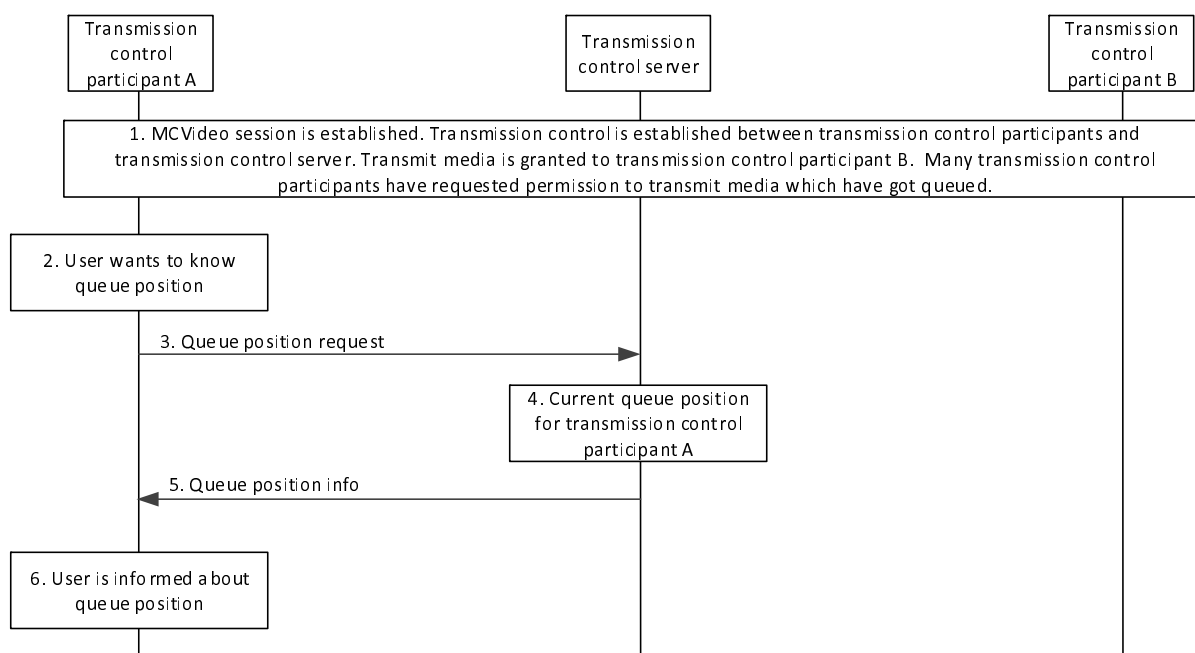 Transmission
control
participant A
Transmission
control server
Transmission
control
participant B
1. MCVideo session is established. Transmission control is established between transmission control participants and
transmission control server. Transmit media is granted to transmission control participant B. Many transmission control
participants have requested permission to transmit media which have got queued.
2. User wants to know
queue position
3. Queue position request
4. Current queue position
for transmission control
participant A
5. Queue position info
6. User is informed about
queue position